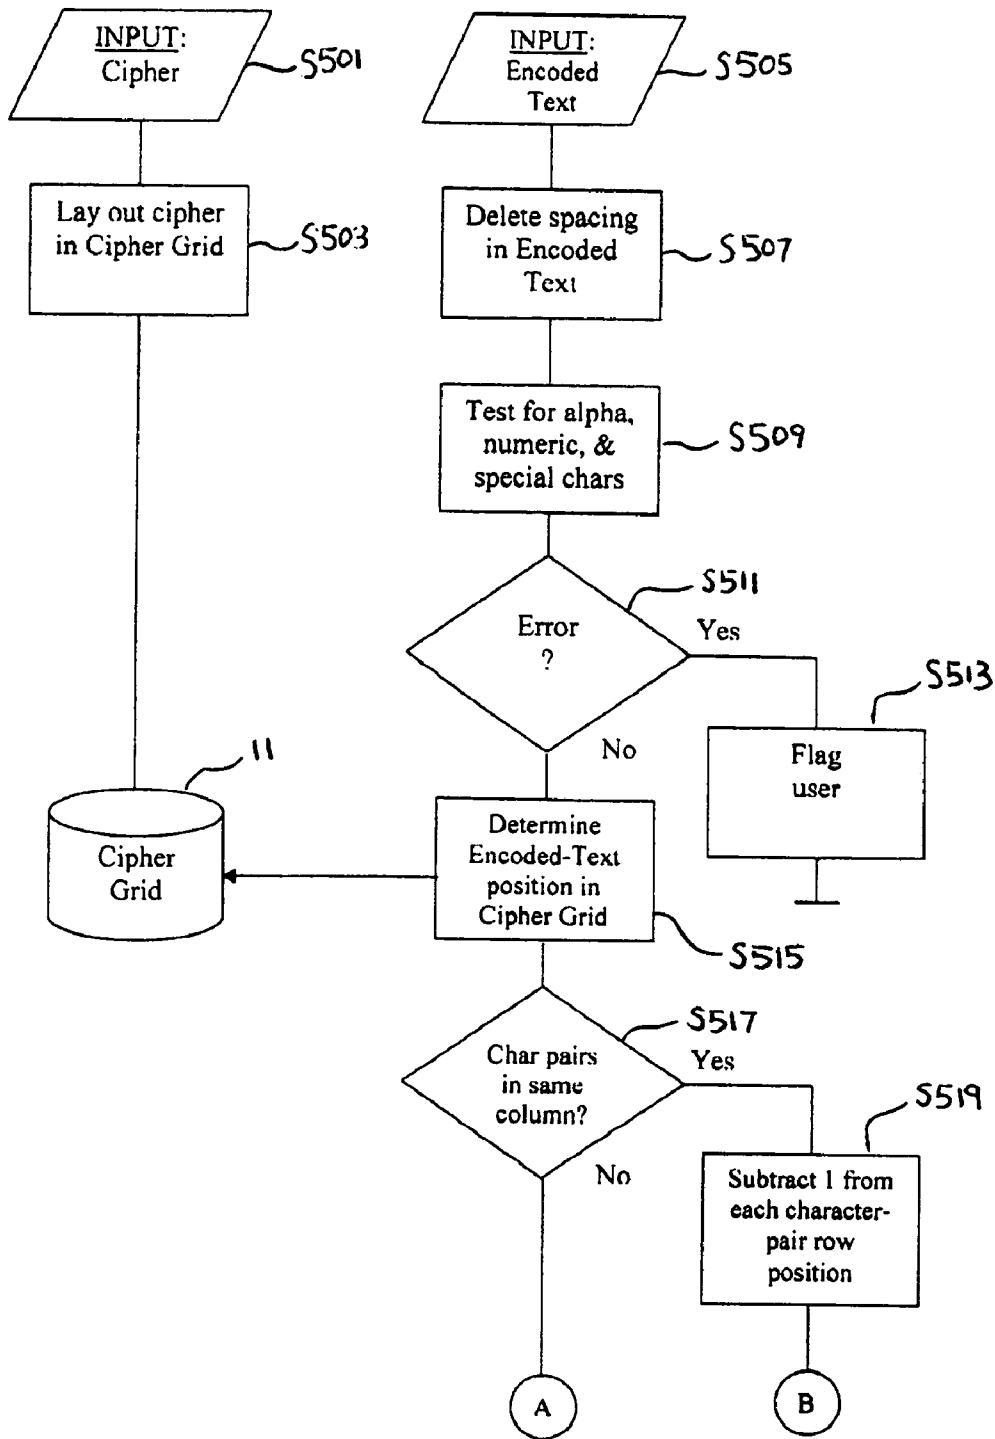 INPUT:
Cipher
S501
INPUT:
Encoded
Text
S505
Lay out cipher
in Cipher Grid
S503
Delete spacing
in Encoded
Text
S507
Test for alpha,
numeric, &
special chars
S509
Error
?
S511
Yes
No
Flag
user
S513
11
Cipher
Grid
Determine
Encoded-Text
position in
Cipher Grid
S515
Char pairs
in same
column?
S517
Yes
No
Subtract 1 from
each character-
pair row
position
S519
A
B